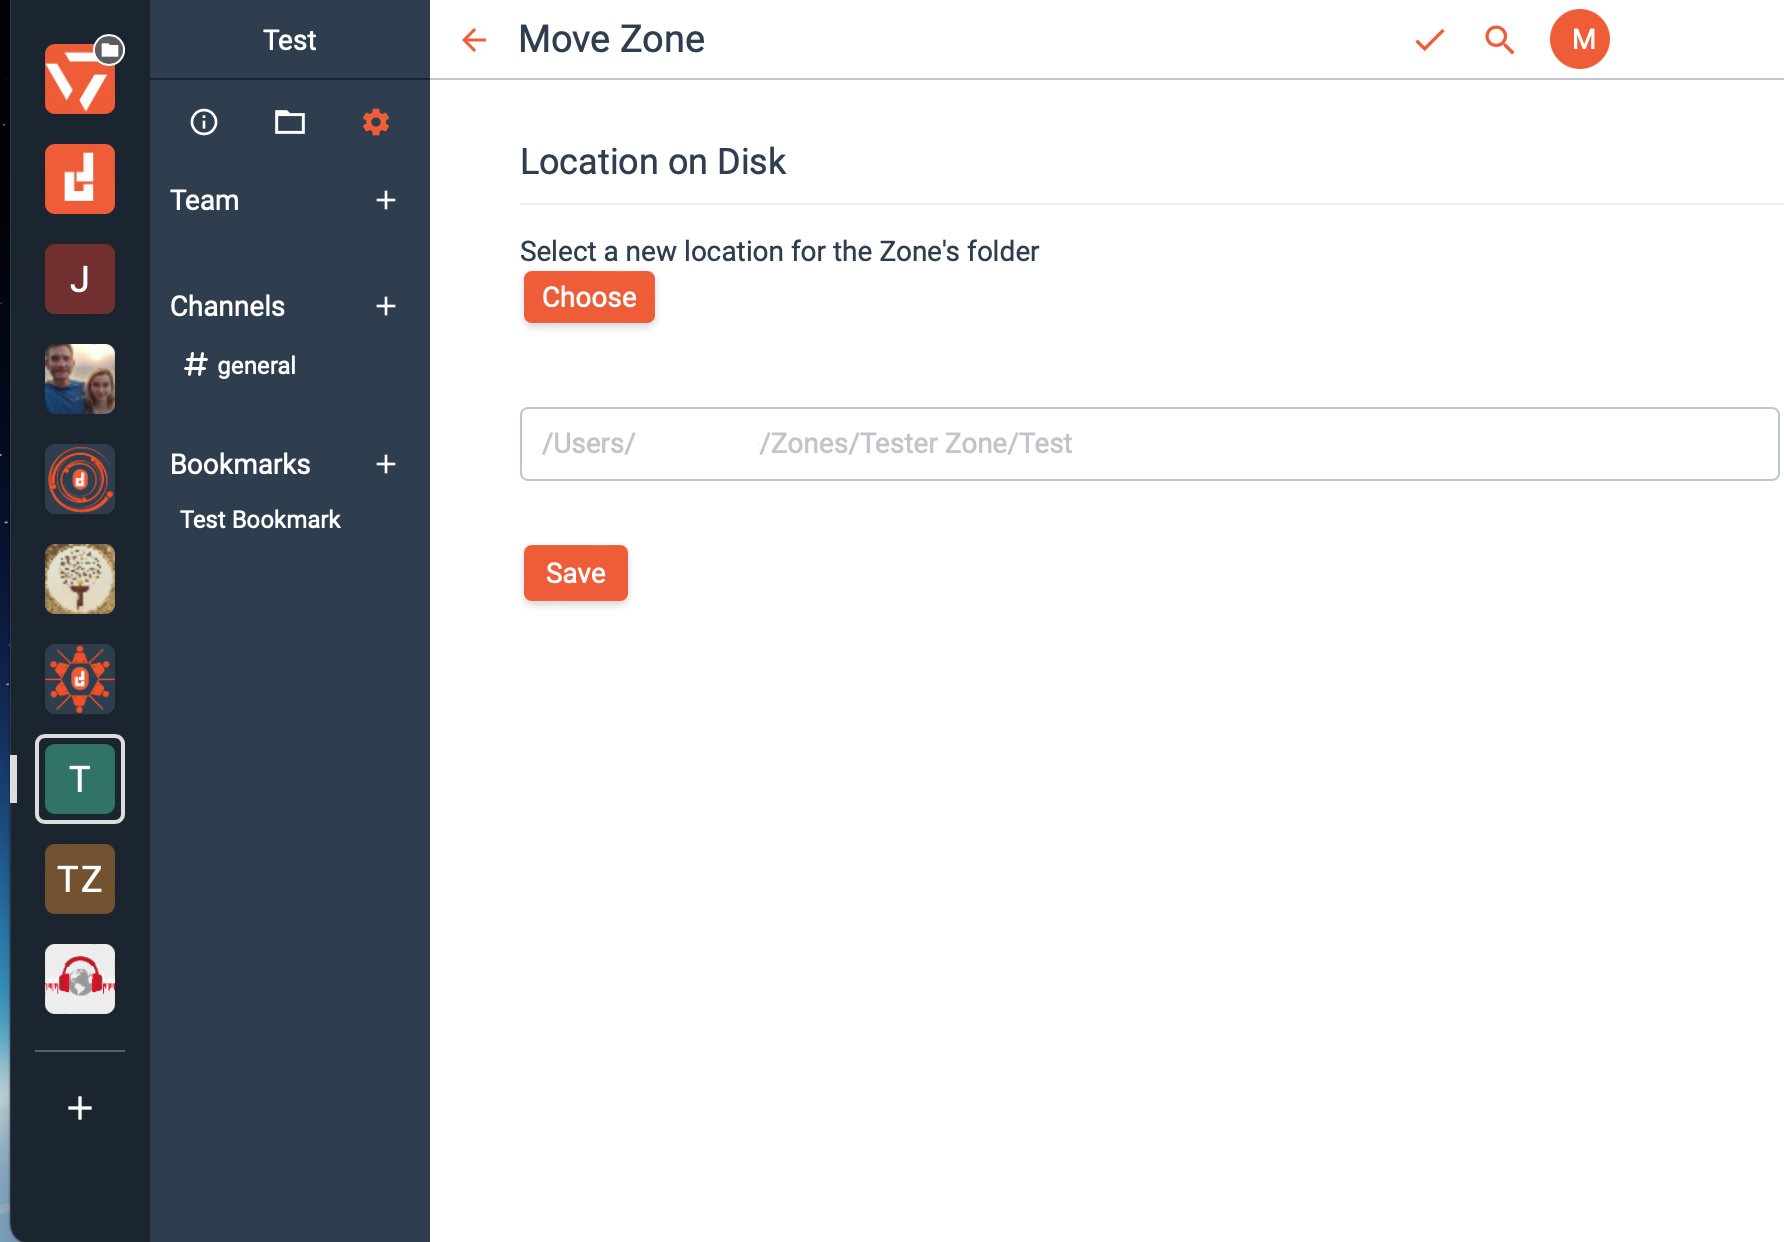 Test
Move Zone
M
J
T
TZ
Team
Channels
# general
Bookmarks
Test Bookmark
Location on Disk
Select a new location for the Zone's folder
Choose
/Users/ /Zones/Tester Zone/Test
Save